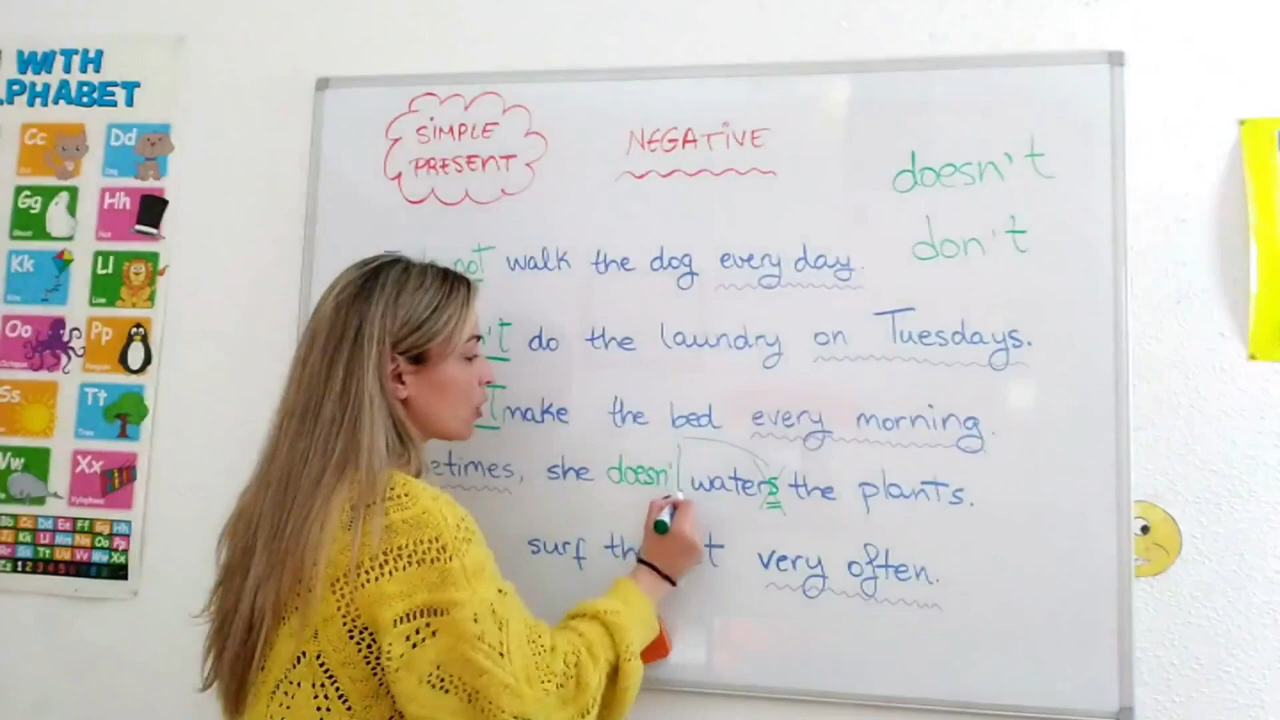 WITH
ALPHABET
Cc
Dd
Gg
Hh
Kk
Ll
Oo
Pp
Ss
Tt
Vv
Xx
SIMPLE
PRESENT
NEGATIVE
doesn't
don't
not walk the dog every day.
do the laundry on Tuesdays.
make the bed every morning.
she doesn't waters the plants.
surf very often.